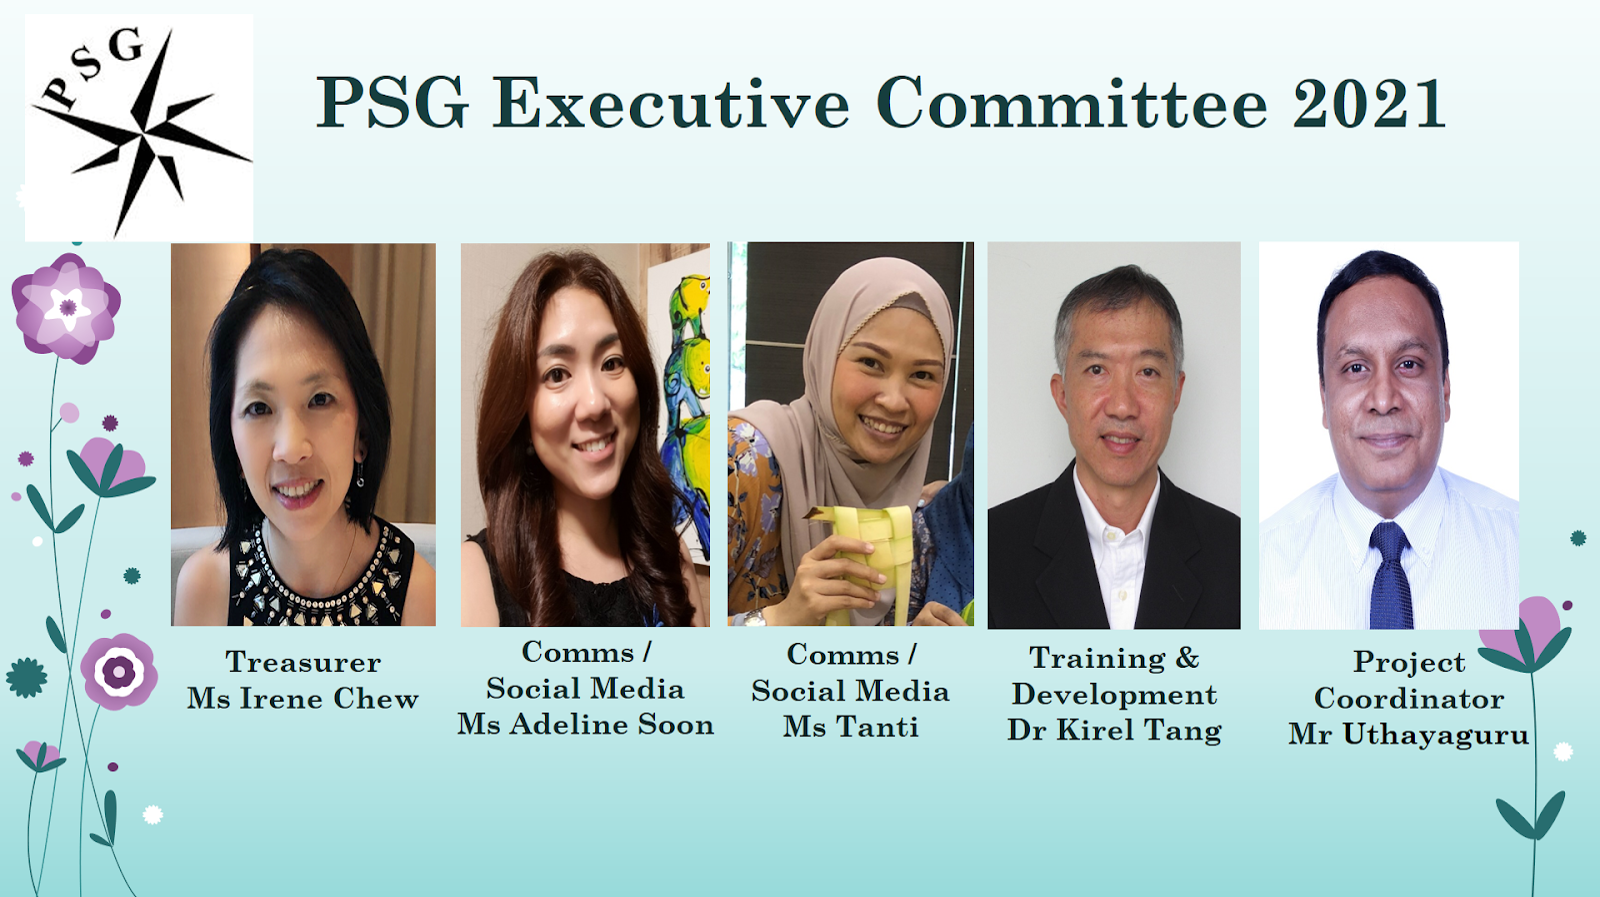 PSG
PSG Executive Committee 2021
Treasurer
Ms Irene Chew
Comms /
Social Media
Ms Adeline Soon
Comms /
Social Media
Ms Tanti
Training &
Development
Dr Kirel Tang
Project
Coordinator
Mr Uthayaguru